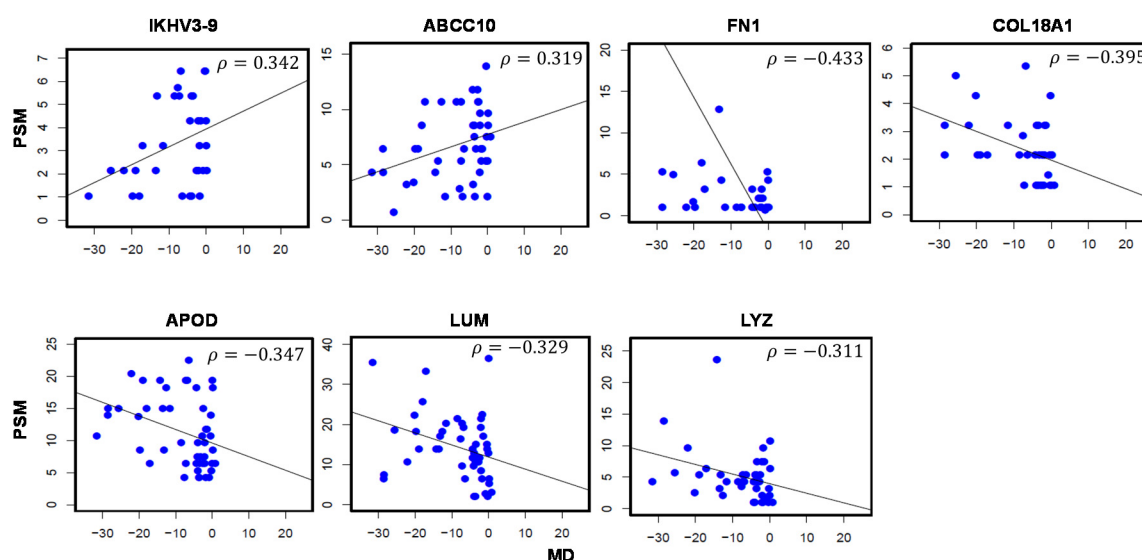 IKHV3-9 ABCC10 FN1 COL18A1
ρ = 0.342 ρ = 0.319 ρ = −0.433 ρ = −0.395
PSM
7 6 5 4 3 2 1 0
15 10 5 0
20 15 10 5 0
6 5 4 3 2 1 0
−30 −20 −10 0 10 20
−30 −20 −10 0 10 20
−30 −20 −10 0 10 20
−30 −20 −10 0 10 20
APOD LUM LYZ
ρ = −0.347 ρ = −0.329 ρ = −0.311
PSM
25 20 15 10 5 0
40 30 20 10 0
25 20 15 10 5 0
−30 −20 −10 0 10 20
−30 −20 −10 0 10 20
−30 −20 −10 0 10 20
MD